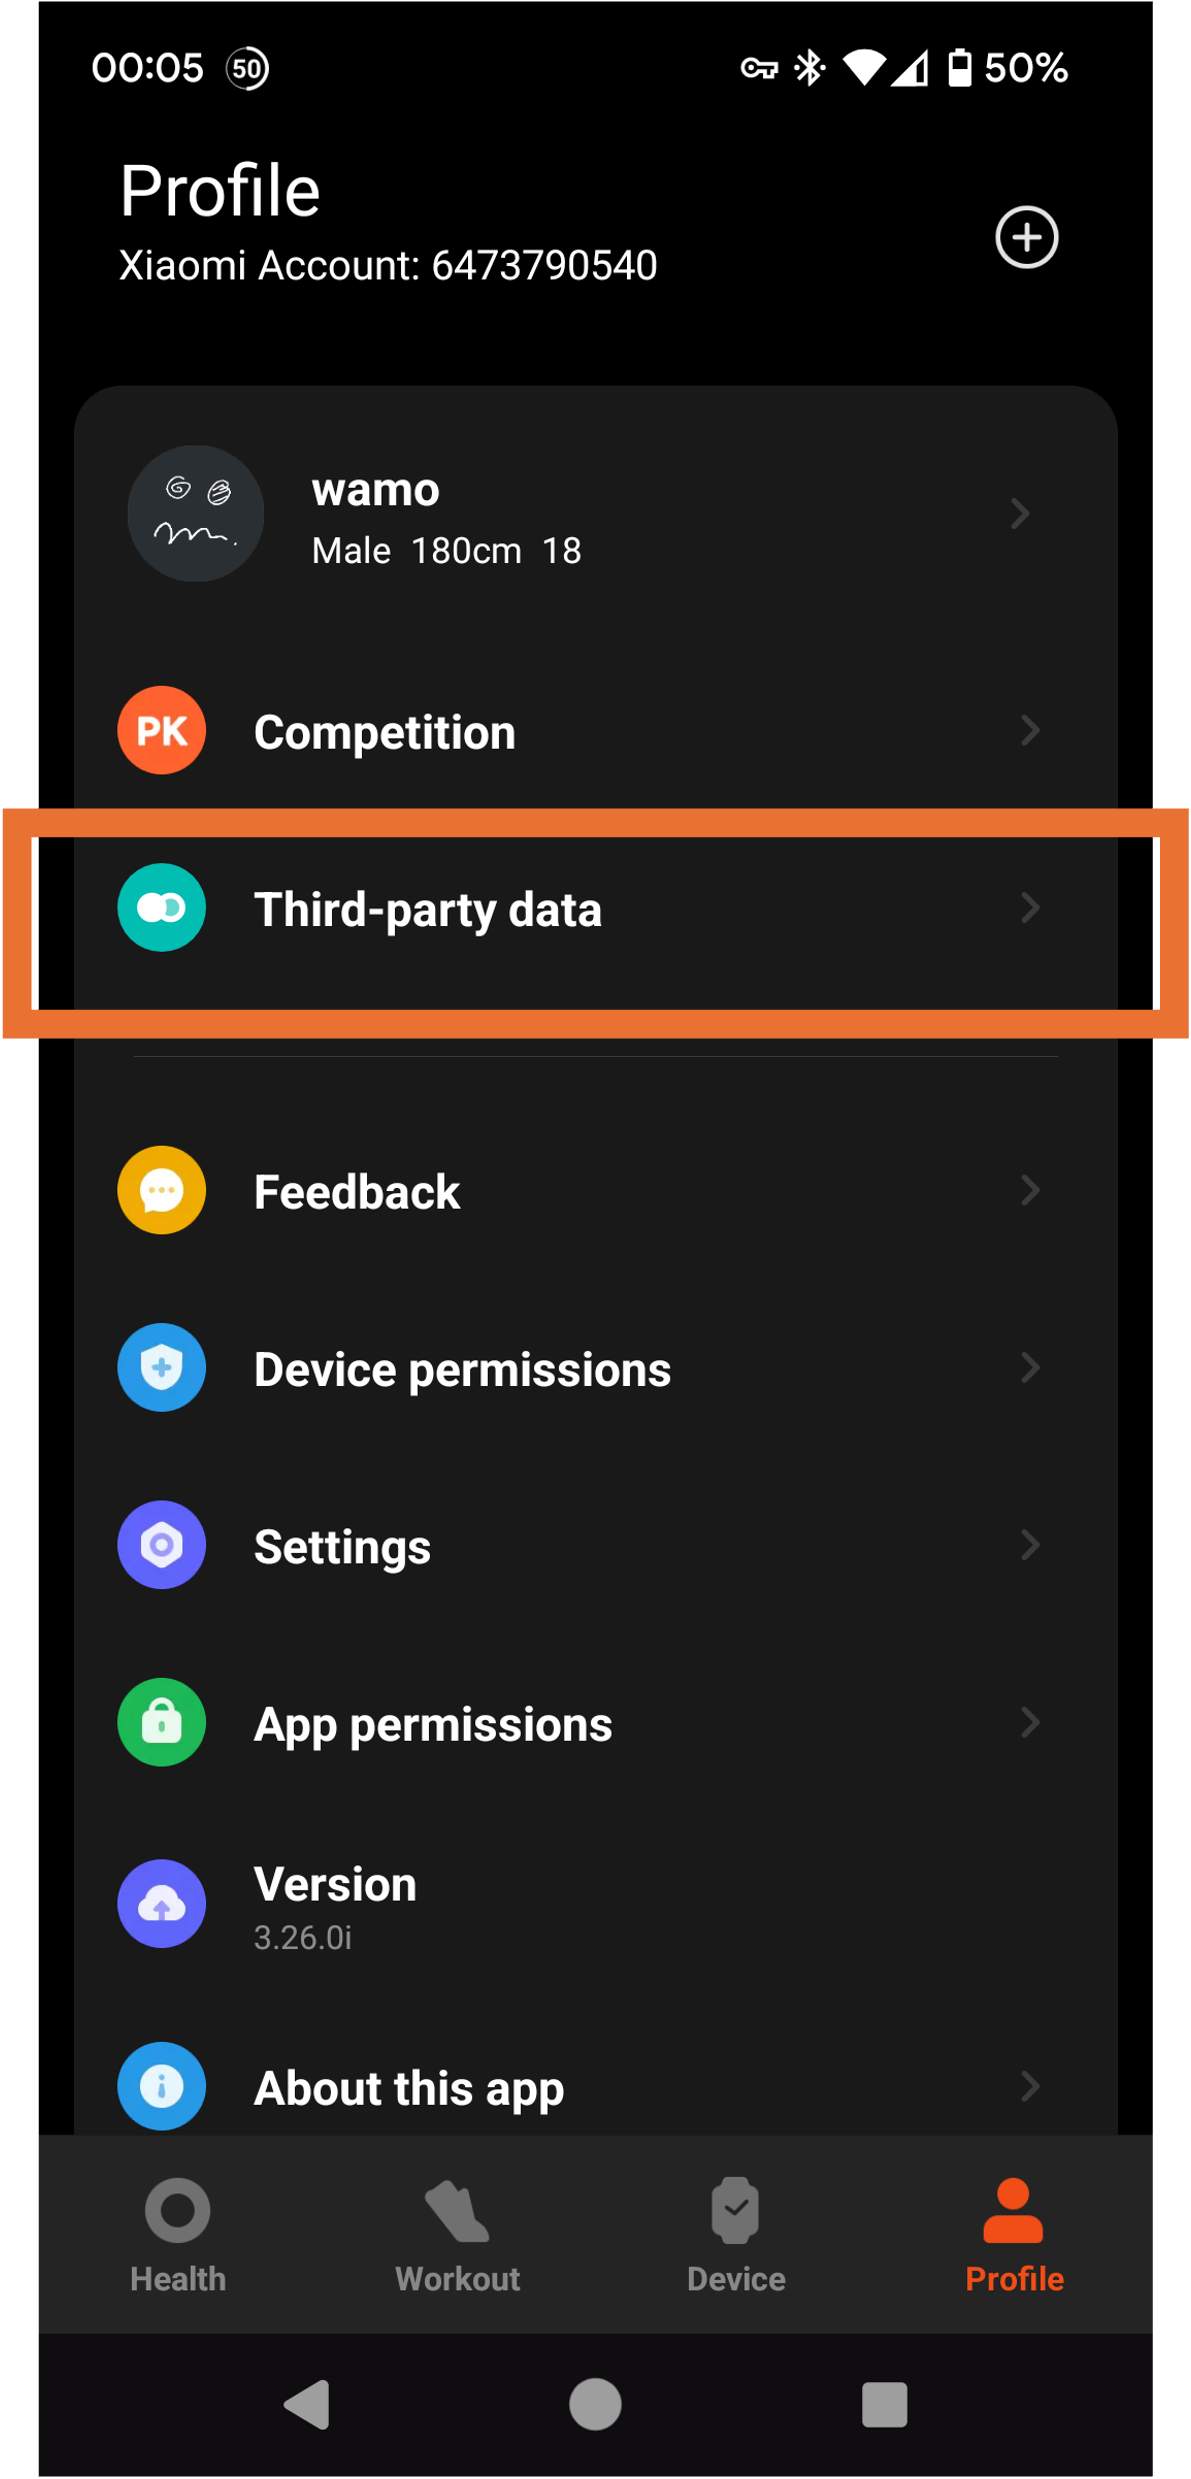 00:05 50 50%
Profile
Xiaomi Account: 6473790540
wamo
Male 180cm 18
PK Competition
Third-party data
Feedback
Device permissions
Settings
App permissions
Version
3.26.0i
About this app
Health Workout Device Profile